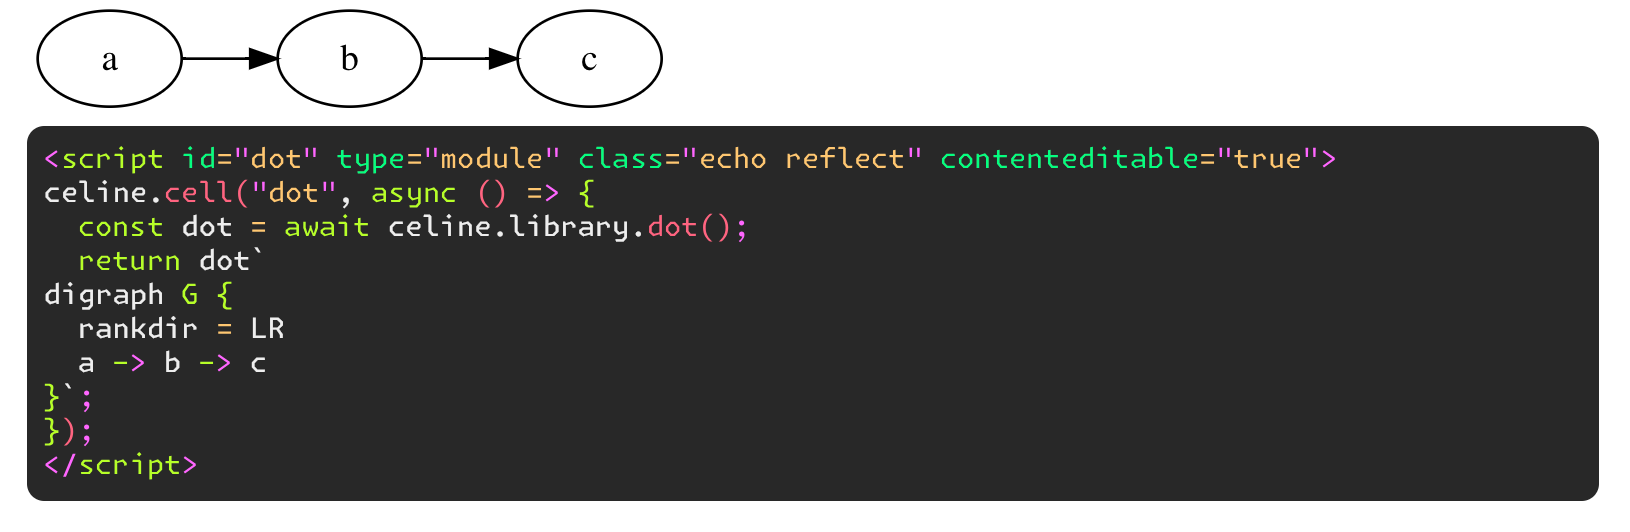 a b c
<script id="dot" type="module" class="echo reflect" contenteditable="true">
celine.cell("dot", async () => {
  const dot = await celine.library.dot();
  return dot`
digraph G {
  rankdir = LR
  a -> b -> c
}`;
});
</script>